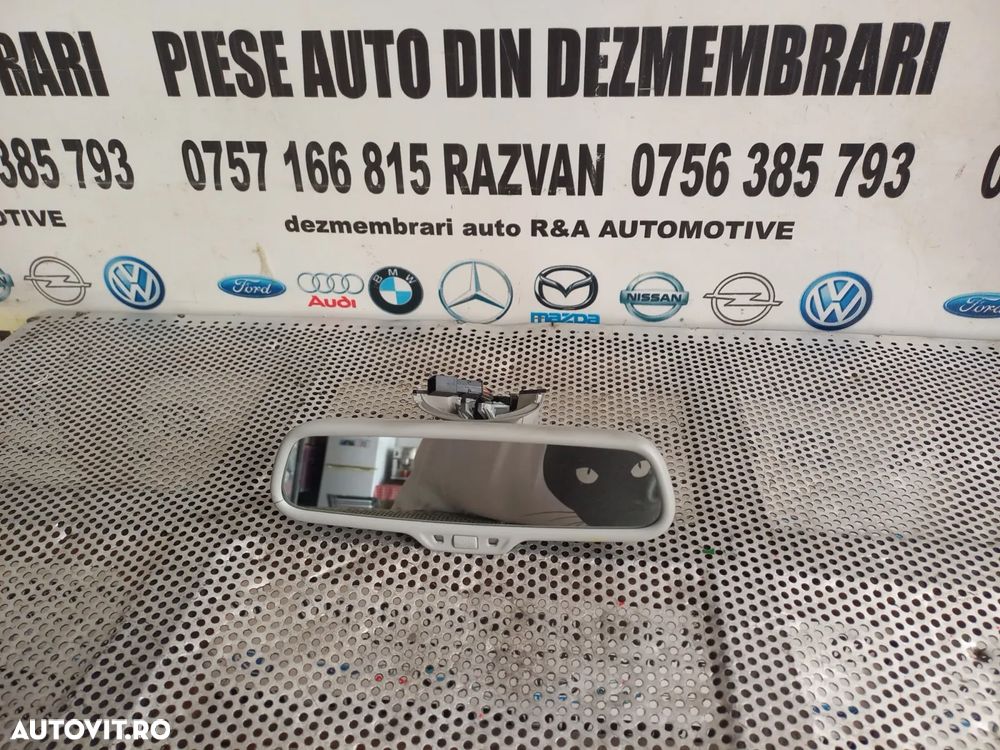 RARI PIESE AUTO DIN DEZMEMBRARI
385 793 0757 166 815 RAZVAN 0756 385 793 0
OTIVE dezmembrari auto R&A AUTOMOTIVE
Ford Audi BMW mazda NISSAN Ford
AUTOVIT.RO